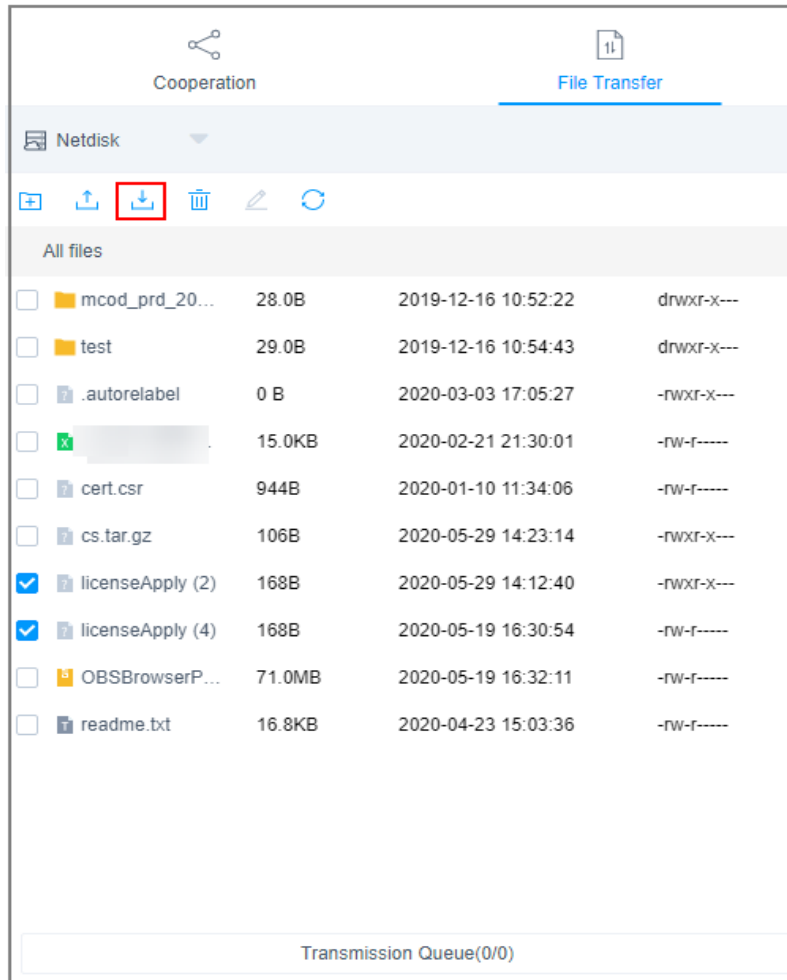 Cooperation File Transfer
Netdisk
All files
mcod_prd_20... 28.0B 2019-12-16 10:52:22 drwxr-x---
test 29.0B 2019-12-16 10:54:43 drwxr-x---
.autorelabel 0 B 2020-03-03 17:05:27 -rwxr-x---
15.0KB 2020-02-21 21:30:01 -rw-r-----
cert.csr 944B 2020-01-10 11:34:06 -rw-r-----
cs.tar.gz 106B 2020-05-29 14:23:14 -rwxr-x---
licenseApply (2) 168B 2020-05-29 14:12:40 -rwxr-x---
licenseApply (4) 168B 2020-05-19 16:30:54 -rw-r-----
OBSBrowserP... 71.0MB 2020-05-19 16:32:11 -rw-r-----
readme.txt 16.8KB 2020-04-23 15:03:36 -rw-r-----
Transmission Queue(0/0)